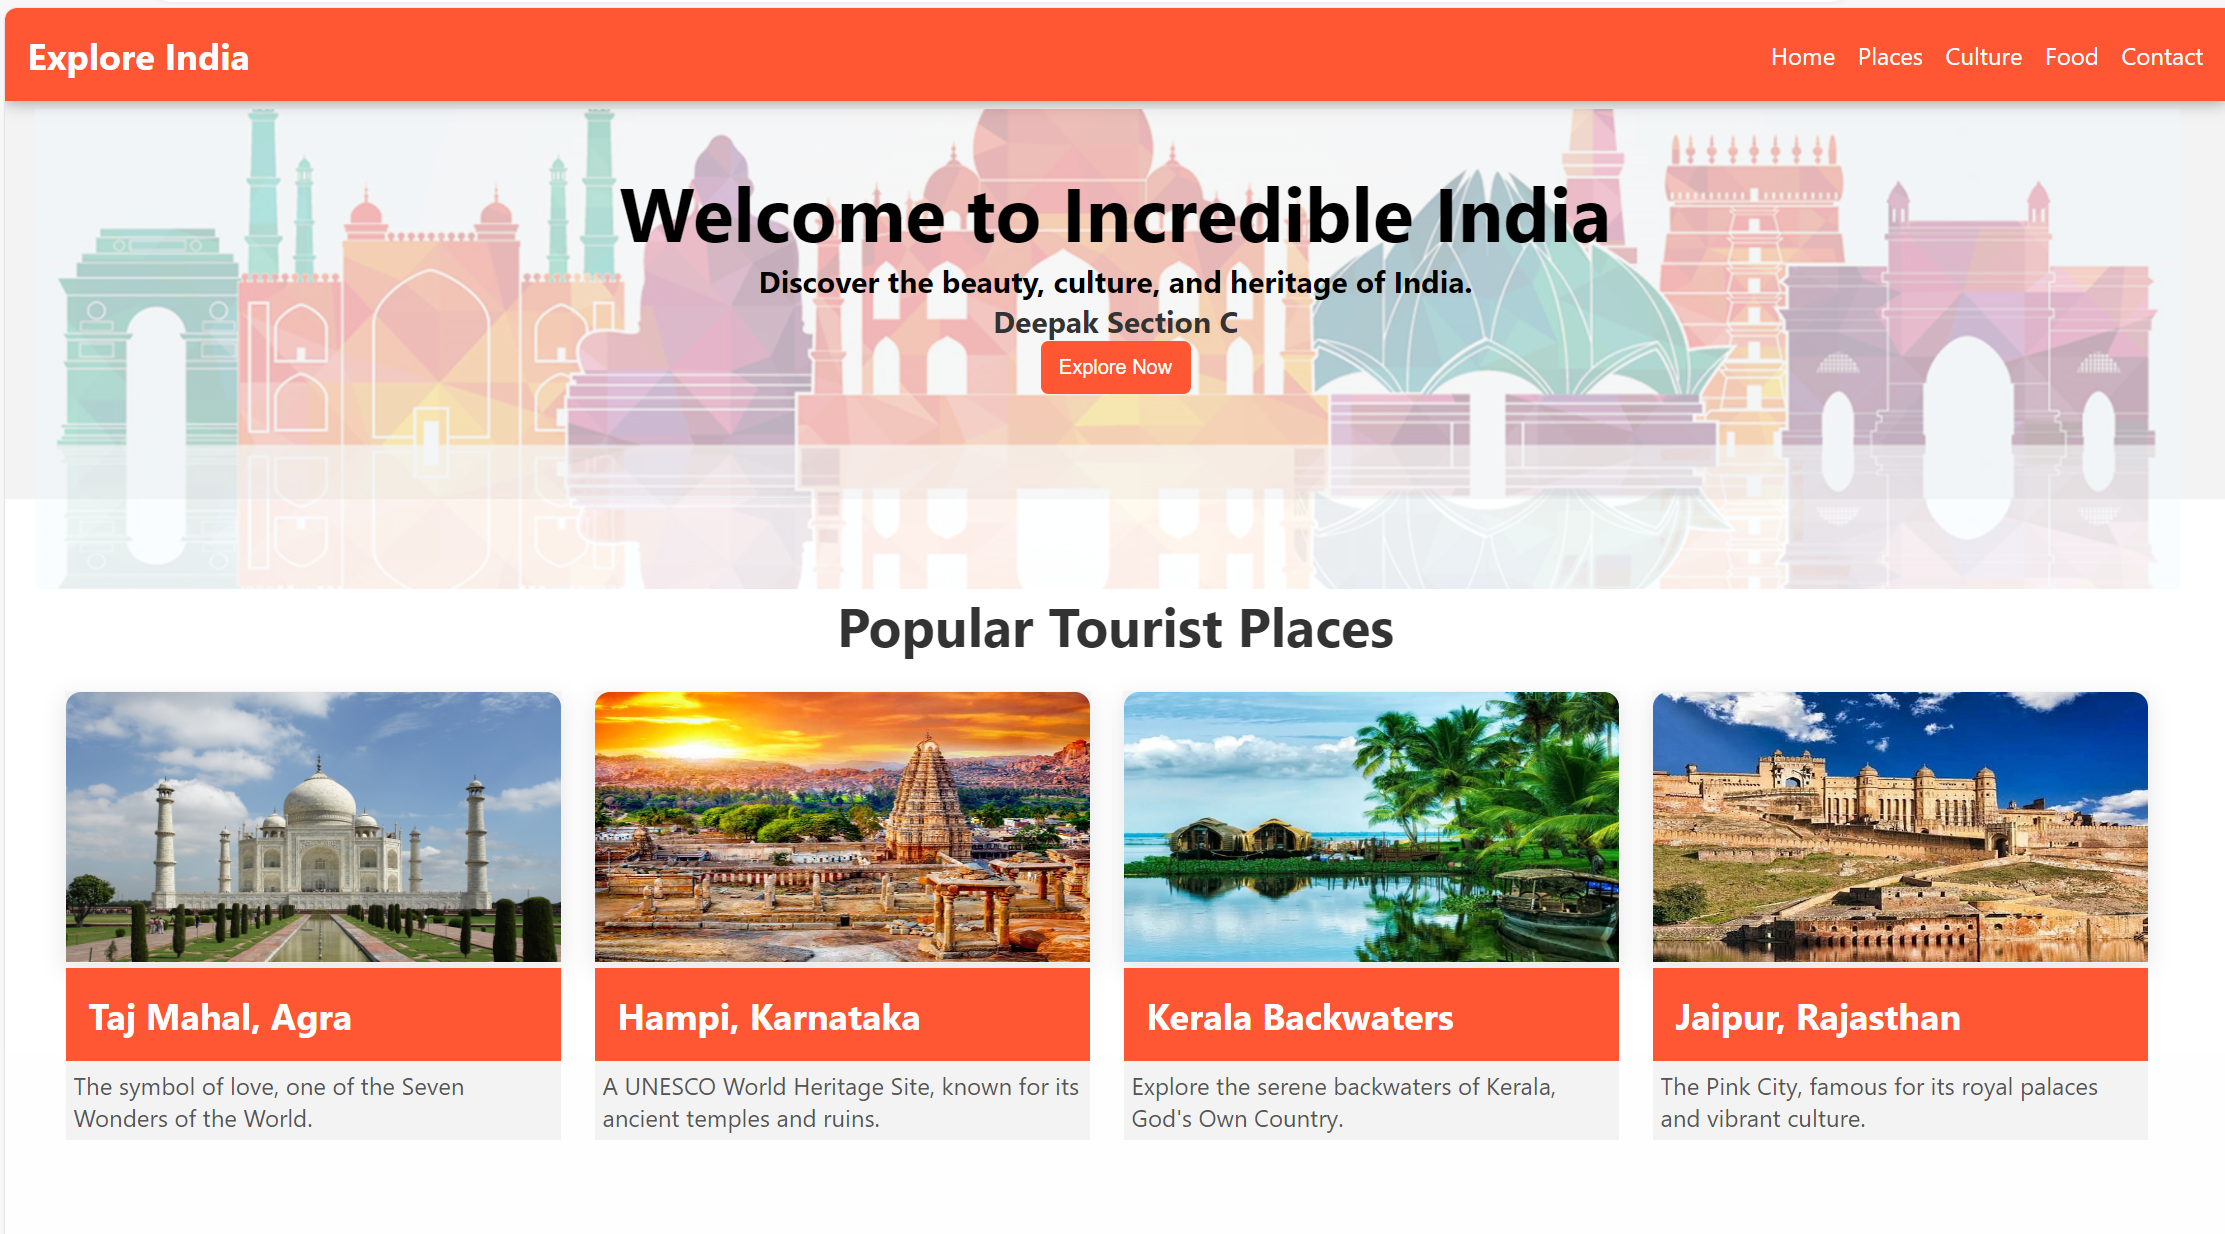 Explore India
Home Places Culture Food Contact
Welcome to Incredible India
Discover the beauty, culture, and heritage of India.
Deepak Section C
Explore Now
Popular Tourist Places
Taj Mahal, Agra
The symbol of love, one of the Seven
Wonders of the World.
Hampi, Karnataka
A UNESCO World Heritage Site, known for its
ancient temples and ruins.
Kerala Backwaters
Explore the serene backwaters of Kerala,
God's Own Country.
Jaipur, Rajasthan
The Pink City, famous for its royal palaces
and vibrant culture.